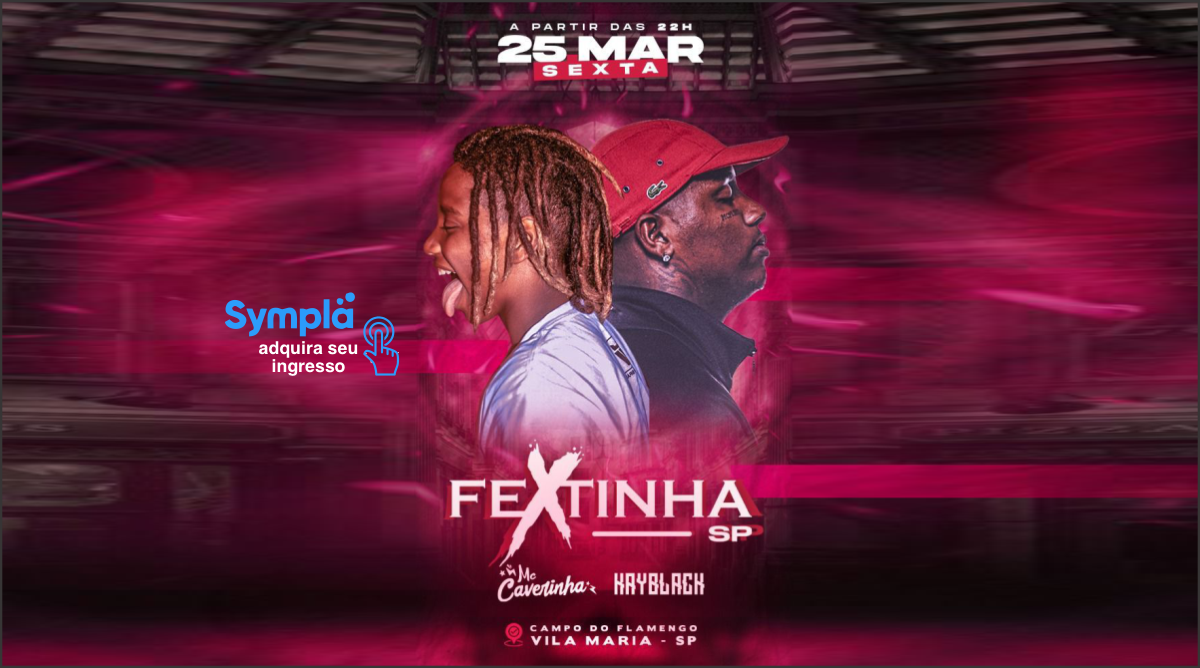 A PARTIR DAS 22H
25 MAR
SEXTA
Sympla
adquira seu
ingresso
FEXTINHA
SP
Mc
Caverinha
KAYBLACK
CAMPO DO FLAMENGO
VILA MARIA - SP